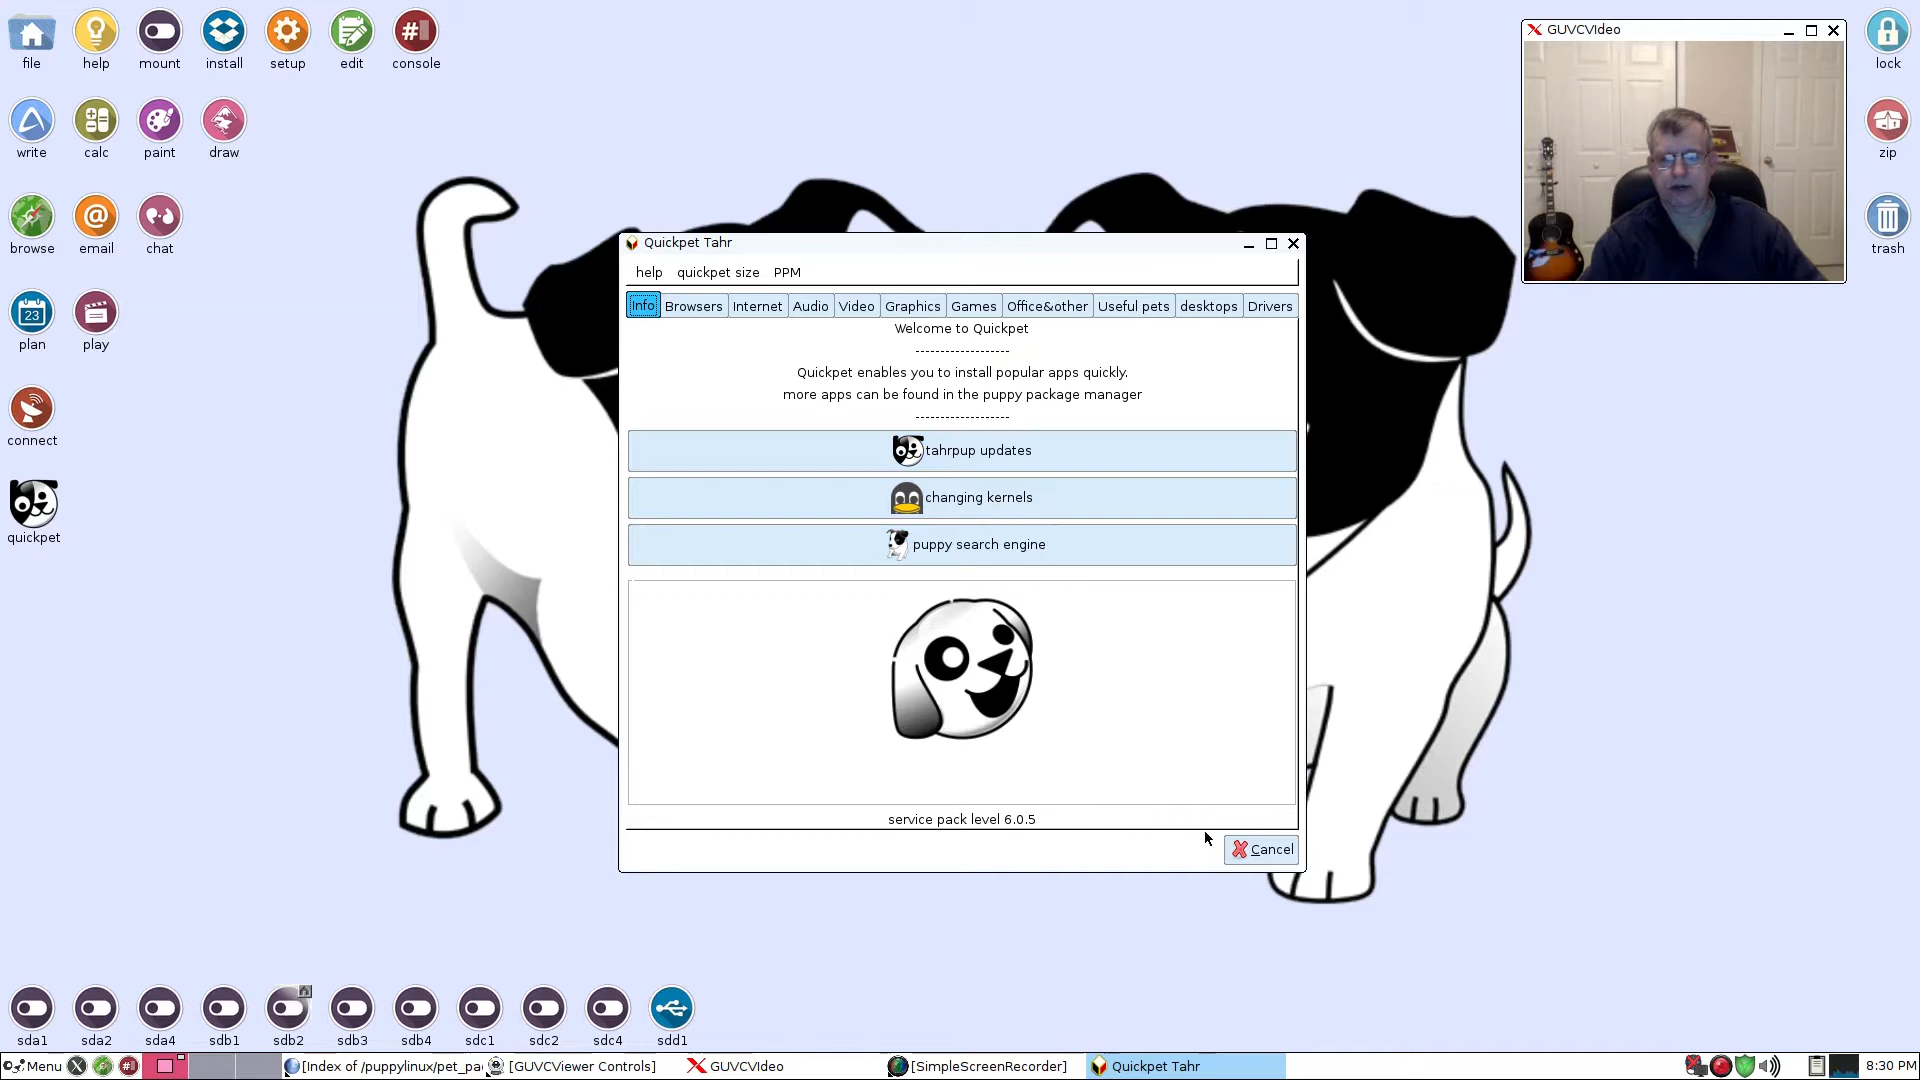 file
help
mount
install
setup
edit
console
write
calc
paint
draw
browse
email
chat
plan
23
play
connect
quickpet
GUVCVIdeo
lock
zip
trash
Quickpet Tahr
help quickpet size PPM
Info Browsers Internet Audio Video Graphics Games Office&other Useful pets desktops Drivers
Welcome to Quickpet
-------------------
Quickpet enables you to install popular apps quickly.
more apps can be found in the puppy package manager
-------------------
tahrpup updates
changing kernels
puppy search engine
service pack level 6.0.5
Cancel
sda1 sda2 sda4 sdb1 sdb2 sdb3 sdb4 sdc1 sdc2 sdc4 sdd1
Menu [Index of /puppylinux/pet_pa [GUVCViewer Controls] GUVCVIdeo [SimpleScreenRecorder] Quickpet Tahr 8:30 PM